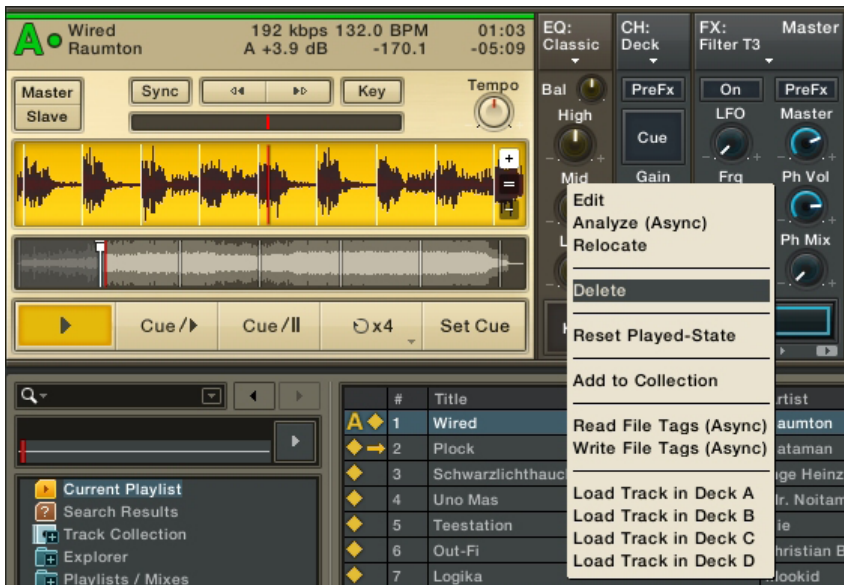 A Wired 192 kbps 132.0 BPM 01:03
Raumton A +3.9 dB -170.1 -05:09
Master
Slave
Sync
Key
Tempo
Cue/
Cue/
x4
Set Cue
EQ:
Classic
CH:
Deck
FX: Master
Filter T3
Bal
PreFx
On
PreFx
High
Cue
LFO
Master
Mid
Gain
Frq
Ph Vol
Ph Mix
Edit
Analyze (Async)
Relocate
Delete
Reset Played-State
Add to Collection
Read File Tags (Async)
Write File Tags (Async)
Load Track in Deck A
Load Track in Deck B
Load Track in Deck C
Load Track in Deck D
Current Playlist
Search Results
Track Collection
Explorer
Playlists / Mixes
# Title
A 1 Wired
2 Plock
3
4 Uno Mas
5 Teestation
6 Out-Fi
7 Logika